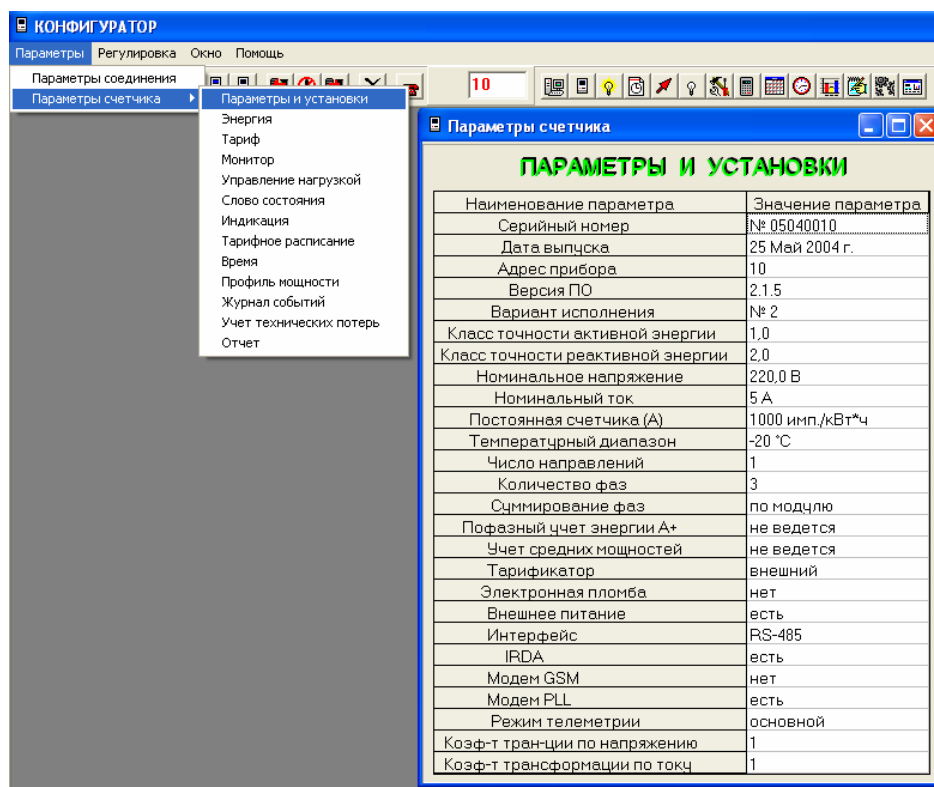 КОНФИГУРАТОР
Параметры Регулировка Окно Помощь
Параметры соединения
Параметры счетчика
10
Параметры и установки
Энергия
Тариф
Монитор
Управление нагрузкой
Слово состояния
Индикация
Тарифное расписание
Время
Профиль мощности
Журнал событий
Учет технических потерь
Отчет
Параметры счетчика
ПАРАМЕТРЫ И УСТАНОВКИ
Наименование параметра Значение параметра
Серийный номер № 05040010
Дата выпуска 25 Май 2004 г.
Адрес прибора 10
Версия ПО 2.1.5
Вариант исполнения № 2
Класс точности активной энергии 1,0
Класс точности реактивной энергии 2,0
Номинальное напряжение 220,0 В
Номинальный ток 5 А
Постоянная счетчика (А) 1000 имп./кВт*ч
Температурный диапазон -20 °С
Число направлений 1
Количество фаз 3
Суммирование фаз по модулю
Пофазный учет энергии А+ не ведется
Учет средних мощностей не ведется
Тарификатор внешний
Электронная пломба нет
Внешнее питание есть
Интерфейс RS-485
IRDA есть
Модем GSM нет
Модем PLL есть
Режим телеметрии основной
Коэф-т тран-ции по напряжению 1
Коэф-т трансформации по току 1